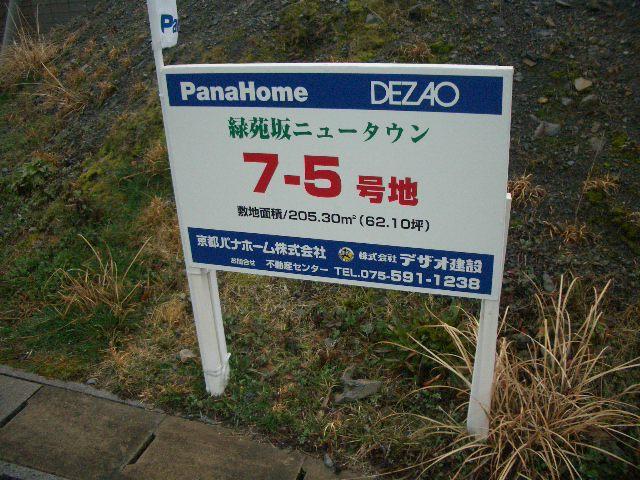 Pa
PanaHome DEZAO
緑苑坂ニュータウン
7-5 号地
敷地面積/205.30㎡(62.10坪)
京都パナホーム株式会社 株式会社 デザオ建設
お問合せ 不動産センター TEL.075-591-1238